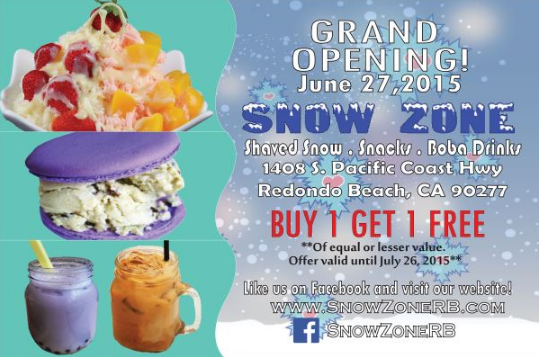 GRAND
OPENING!
June 27,2015
SNOW ZONE
Shaved Snow . Snacks . Boba Drinks
1408 S. Pacific Coast Hwy
Redondo Beach, CA 90277
BUY 1 GET 1 FREE
**Of equal or lesser value.
Offer valid until July 26, 2015**
Like us on Facebook and visit our website!
www.SnowZoneRB.com
f SnowZoneRB